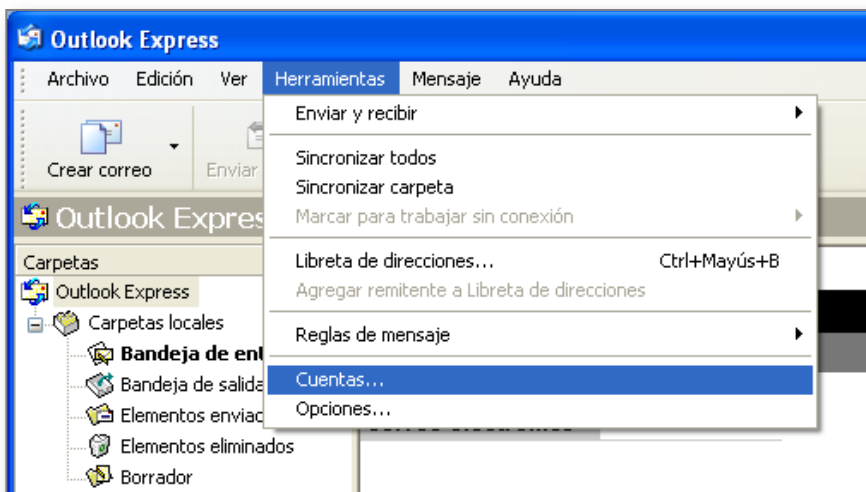 Outlook Express
Archivo Edición Ver Herramientas Mensaje Ayuda
Crear correo
Enviar
Enviar y recibir
Sincronizar todos
Sincronizar carpeta
Marcar para trabajar sin conexión
Libreta de direcciones... Ctrl+Mayús+B
Agregar remitente a Libreta de direcciones
Reglas de mensaje
Cuentas...
Opciones...
Outlook Expres
Carpetas
Outlook Express
Carpetas locales
Bandeja de ent
Bandeja de salida
Elementos enviad
Elementos eliminados
Borrador